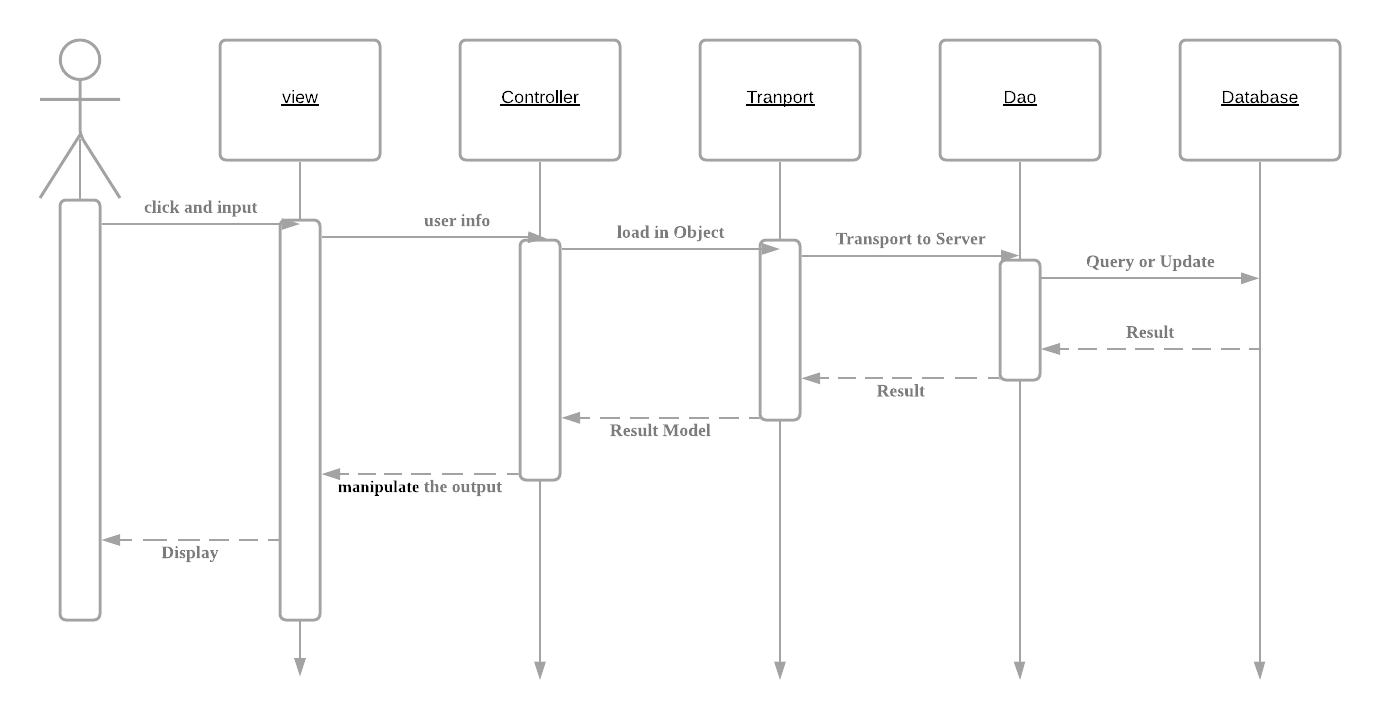 view
Controller
Tranport
Dao
Database
click and input
user info
load in Object
Transport to Server
Query or Update
Result
Result
Result Model
manipulate the output
Display